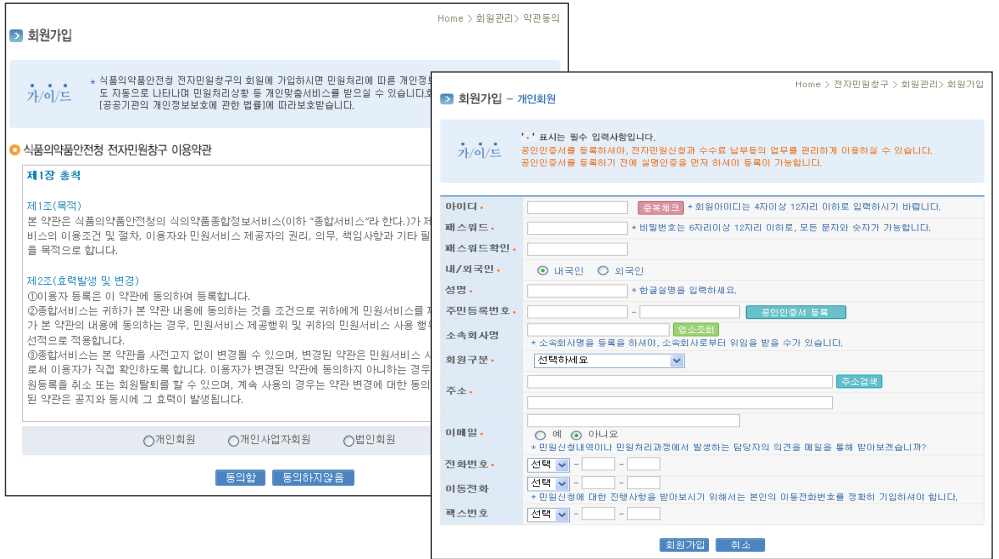 Home > 회원관리> 약관동의
회원가입
가/이/드
* 식품의약품안전청 전자민원창구의 회원에 가입하시면 민원처리에 따른 개인정보
도 자동으로 나타나며 민원처리상황 등 개인맞춤서비스를 받으실 수 있습니다.
[공공기관의 개인정보보호에 관한 법률]에 따라보호받습니다.
식품의약품안전청 전자민원창구 이용약관
제1장 총칙
제1조(목적)
본 약관은 식품의약품안전청의 식의약품종합정보서비스(이하 "종합서비스"라 한다.)가 제
비스의 이용조건 및 절차, 이용자와 민원서비스 제공자의 권리, 의무, 책임사항과 기타 필
을 목적으로 합니다.
제2조(효력발생 및 변경)
①이용자 등록은 이 약관에 동의하여 등록합니다.
②종합서비스는 귀하가 본 약관 내용에 동의하는 것을 조건으로 귀하에게 민원서비스를 제
가 본 약관의 내용에 동의하는 경우, 민원서비스 제공행위 및 귀하의 민원서비스 사용 행위
선적으로 적용합니다.
③종합서비스는 본 약관을 사전고지 없이 변경될 수 있으며, 변경된 약관은 민원서비스 사
로써 이용자가 직접 확인하도록 합니다. 이용자가 변경된 약관에 동의하지 아니하는 경우
원등록을 취소 또는 회원탈퇴를 할 수 있으며, 계속 사용의 경우는 약관 변경에 대한 동의
된 약관은 공지와 동시에 그 효력이 발생됩니다.
개인회원 개인사업자회원 법인회원
동의함 동의하지않음
Home > 전자민원창구 > 회원관리> 회원가입
회원가입 - 개인회원
가/이/드
'•' 표시는 필수 입력사항입니다.
공인인증서를 등록하셔야, 전자민원신청과 수수료 납부등의 업무를 편리하게 이용하실 수 있습니다.
공인인증서를 등록하기 전에 실명인증을 먼저 하셔야 등록이 가능합니다.
아이디• 중복체크 * 회원아이디는 4자이상 12자리 이하로 입력하시기 바랍니다.
패스워드• * 비밀번호는 6자리이상 12자리 이하로, 모든 문자와 숫자가 가능합니다.
패스워드확인•
내/외국인• 내국인 외국인
성명• * 한글실명을 입력하세요.
주민등록번호• - 공인인증서 등록
소속회사명 업소조회
* 소속회사명을 등록을 하셔야, 소속회사로부터 위임을 받을 수가 있습니다.
회원구분• 선택하세요
주소• 주소검색
이메일• 예 아니요
* 민원신청내역이나 민원처리과정에서 발생하는 담당자의 의견을 메일을 통해 받아보겠습니까?
전화번호• 선택 - -
이동전화 선택 - -
* 민원신청에 대한 진행사항을 받아보시기 위해서는 본인의 이동전화번호를 정확히 기입하셔야 합니다.
팩스번호 선택 - -
회원가입 취소